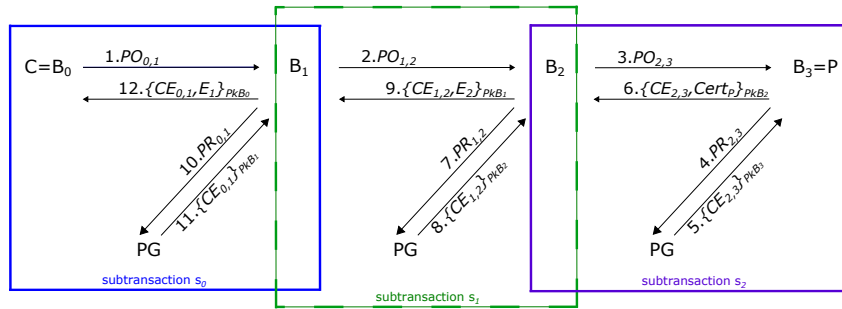 1.PO0,1
2.PO1,2
3.PO2,3
C=B0
B1
B2
B3=P
12.{CE0,1,E1}PkB0
9.{CE1,2,E2}PkB1
6.{CE2,3,CertP}PkB2
10.PR0,1
11.{CE0,1}PkB1
7.PR1,2
8.{CE1,2}PkB2
4.PR2,3
5.{CE2,3}PkB3
PG
PG
PG
subtransaction s0
subtransaction s1
subtransaction s2